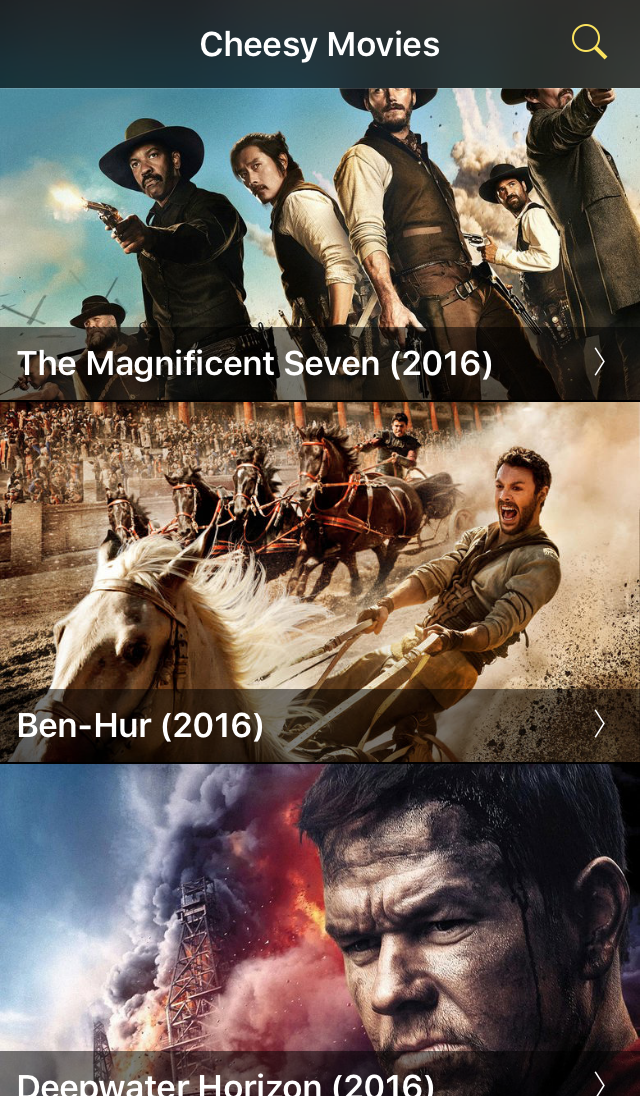 Cheesy Movies
The Magnificent Seven (2016)
Ben-Hur (2016)
Deepwater Horizon (2016)